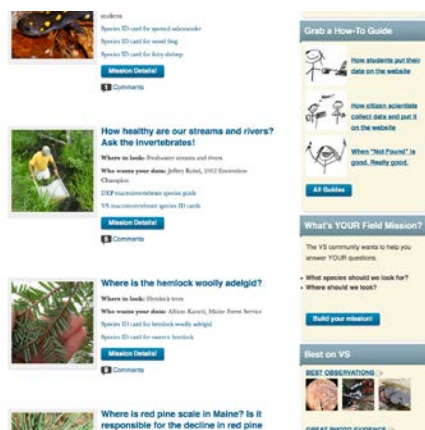 students
Species ID card for spotted salamander
Species ID card for wood frog
Species ID card for fairy shrimp
Mission Details!
1 Comments
How healthy are our streams and rivers?
Ask the invertebrates!
Where to look: Freshwater streams and rivers
Who wants your data: Jeffery Rubel, 2012 Ecosystem
Champion
DEP macroinvertebrate species guide
VS macroinvertebrate species ID cards
Mission Details!
5 Comments
Where is the hemlock woolly adelgid?
Where to look: Hemlock trees
Who wants your data: Allison Kanoti, Maine Forest Service
Species ID card for hemlock woolly adelgid
Species ID card for eastern hemlock
Mission Details!
Comments
Where is red pine scale in Maine? Is it
responsible for the decline in red pine
Grab a How-To Guide
How students put their
data on the website
How citizen scientists
collect data and put it
on the website
When "Not Found" is
good. Really good.
All Guides
What's YOUR Field Mission?
The VS community wants to help you
answer YOUR questions.
• What species should we look for?
• Where should we look?
Build your mission!
Best on VS
BEST OBSERVATIONS
GREAT PHOTO EVIDENCE